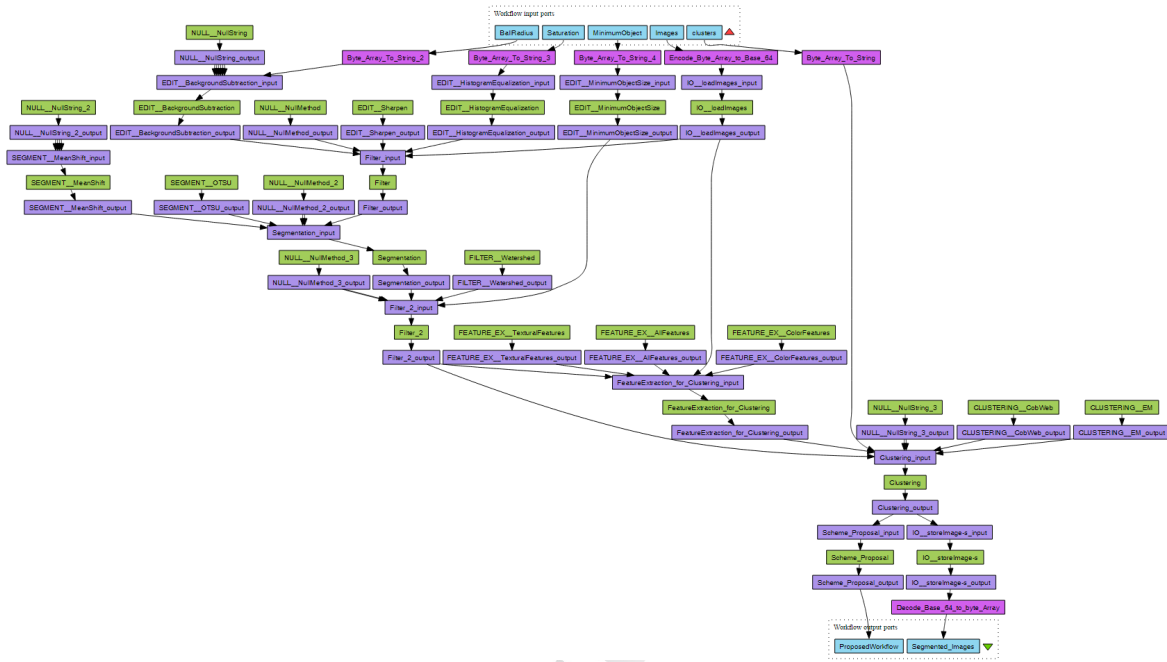 Workflow input ports
BallRadius Saturation MinimumObject Images clusters
NULL__NullString
NULL__NullString_output Byte_Array_To_String_2 Byte_Array_To_String_3 Byte_Array_To_String_4 Encode_Byte_Array_to_Base_64 Byte_Array_To_String
EDIT__BackgroundSubtraction_input EDIT__HistogramEqualization_input EDIT__MinimumObjectSize_input IO__loadImages_input
NULL__NullString_2 EDIT__BackgroundSubtraction NULL__NullMethod EDIT__Sharpen EDIT__HistogramEqualization EDIT__MinimumObjectSize IO__loadImages
NULL__NullString_2_output EDIT__BackgroundSubtraction_output NULL__NullMethod_output EDIT__Sharpen_output EDIT__HistogramEqualization_output EDIT__MinimumObjectSize_output IO__loadImages_output
SEGMENT__MeanShift_input Filter_input
SEGMENT__MeanShift SEGMENT__OTSU NULL__NullMethod_2 Filter
SEGMENT__MeanShift_output SEGMENT__OTSU_output NULL__NullMethod_2_output Filter_output
Segmentation_input
NULL__NullMethod_3 Segmentation FILTER__Watershed
NULL__NullMethod_3_output Segmentation_output FILTER__Watershed_output
Filter_2_input
Filter_2 FEATURE_EX__TexturalFeatures FEATURE_EX__AllFeatures FEATURE_EX__ColorFeatures
Filter_2_output FEATURE_EX__TexturalFeatures_output FEATURE_EX__AllFeatures_output FEATURE_EX__ColorFeatures_output
FeatureExtraction_for_Clustering_input
FeatureExtraction_for_Clustering NULL__NullString_3 CLUSTERING__CobWeb CLUSTERING__EM
FeatureExtraction_for_Clustering_output NULL__NullString_3_output CLUSTERING__CobWeb_output CLUSTERING__EM_output
Clustering_input
Clustering
Clustering_output
Scheme_Proposal_input IO__storeImage-s_input
Scheme_Proposal IO__storeImage-s
Scheme_Proposal_output IO__storeImage-s_output
Decode_Base_64_to_byte_Array
Workflow output ports
ProposedWorkflow Segmented_Images